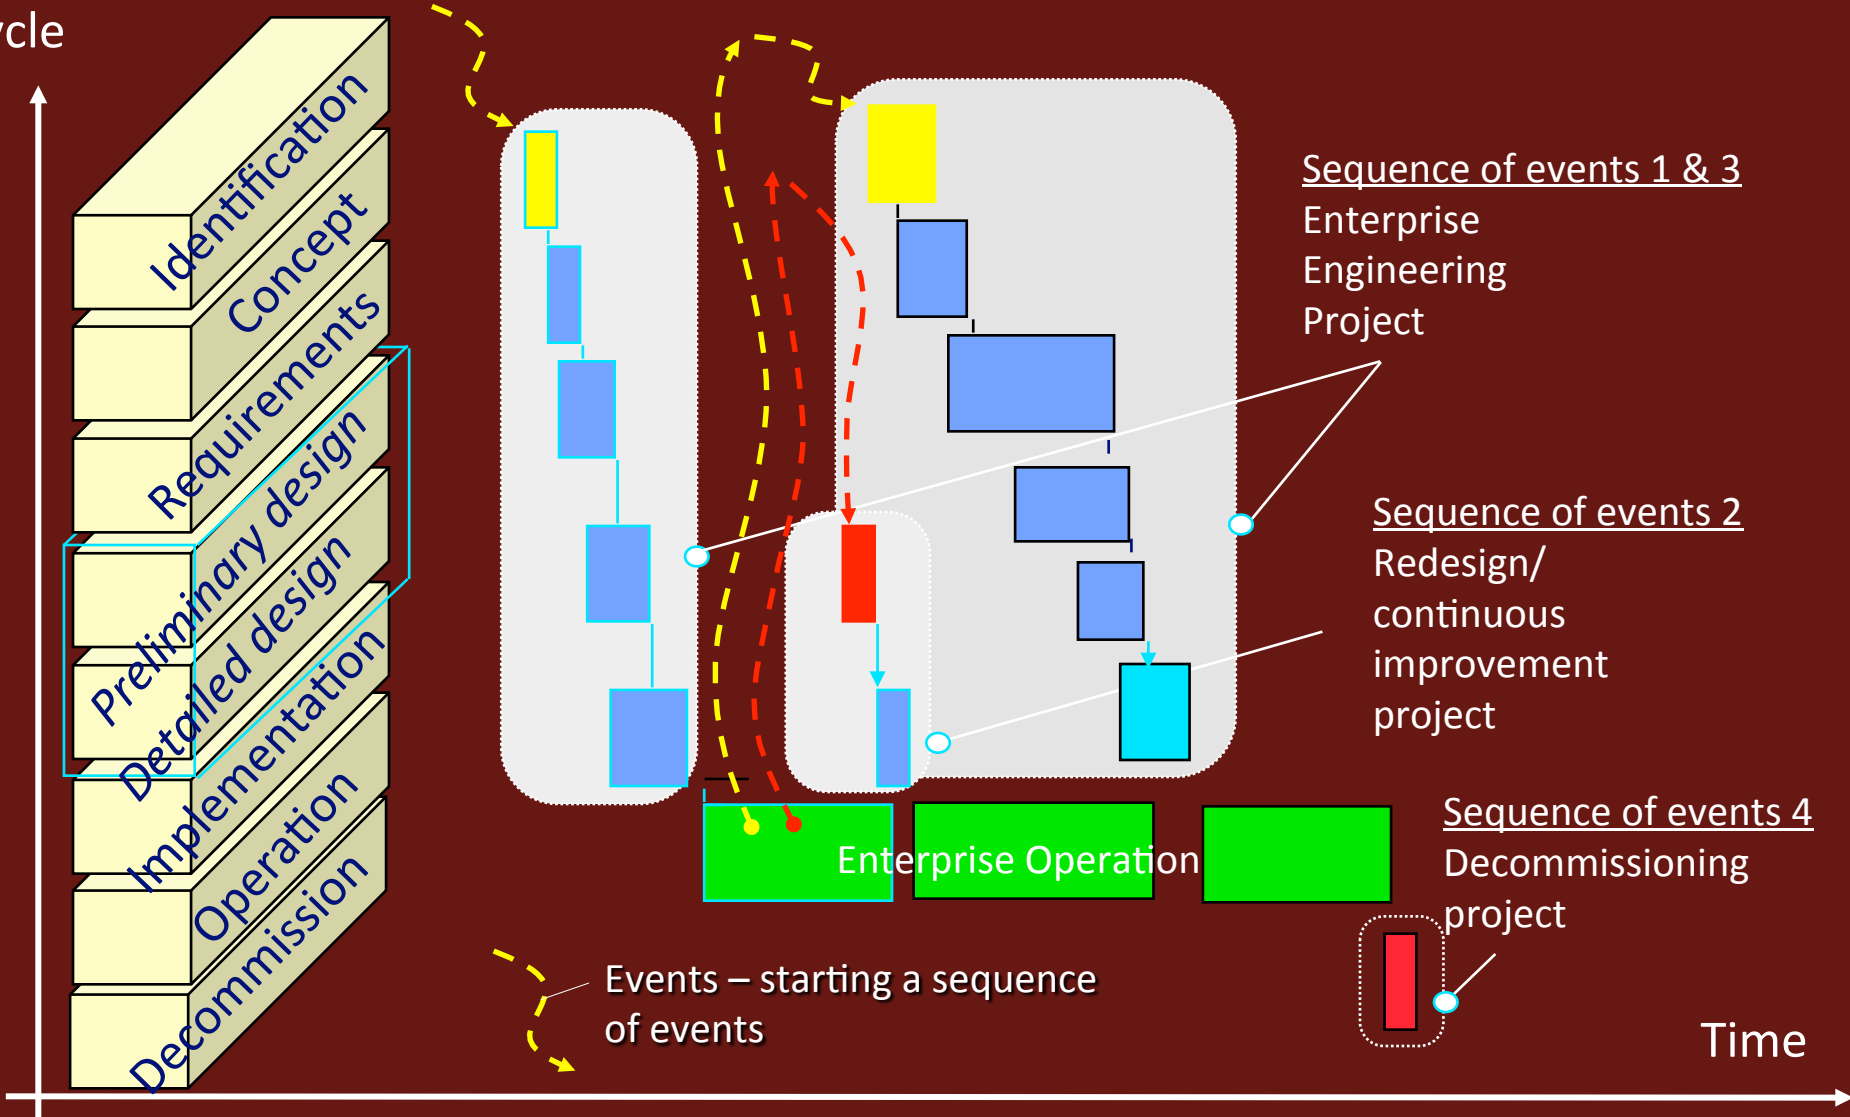 Identification
Concept
Requirements
Preliminary design
Detailed design
Implementation
Operation
Decommission
Sequence of events 1 & 3
Enterprise
Engineering
Project
Sequence of events 2
Redesign/
continuous
improvement
project
Enterprise Operation
Sequence of events 4
Decommissioning
project
Events – starting a sequence
of events
Time